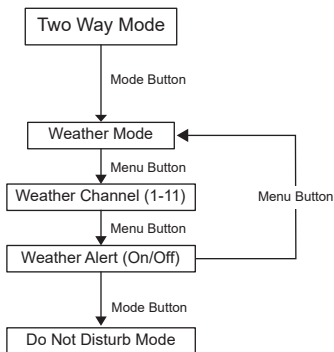 Two Way Mode
Mode Button
Weather Mode
Menu Button
Weather Channel (1-11)
Menu Button
Menu Button
Weather Alert (On/Off)
Mode Button
Do Not Disturb Mode